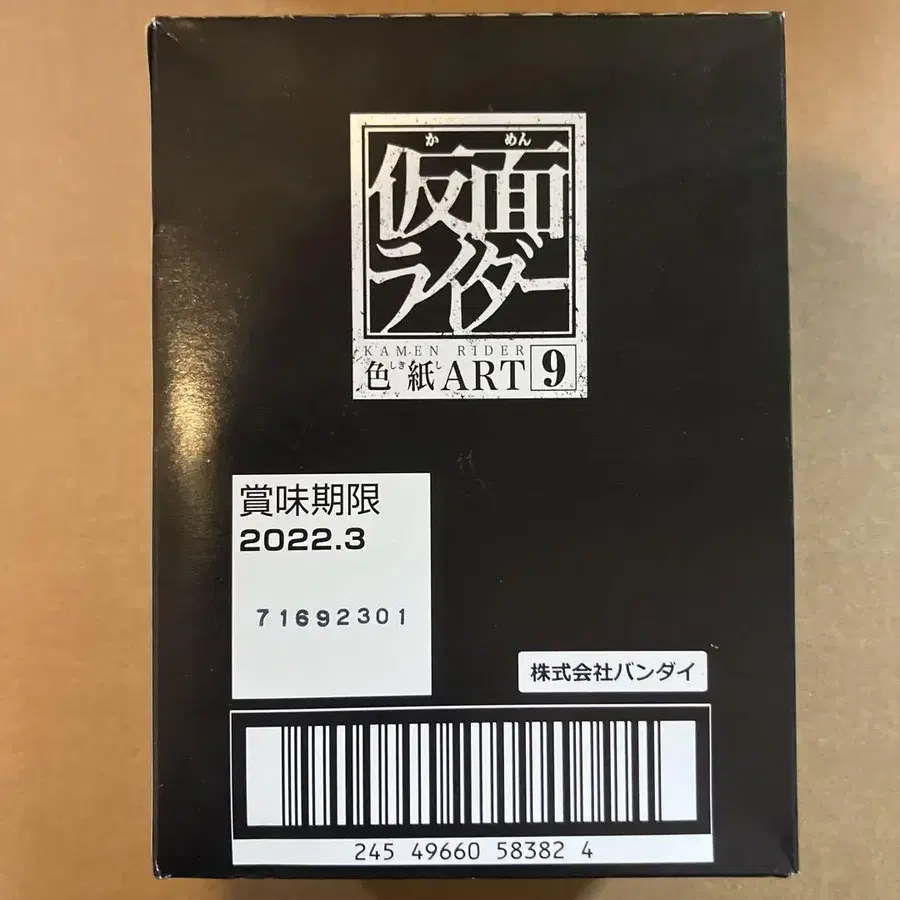 か めん
仮面
ライダー
KAMEN RIDER
しき し
色紙ART 9
賞味期限
2022.3
71692301
株式会社バンダイ
245 49660 58382 4